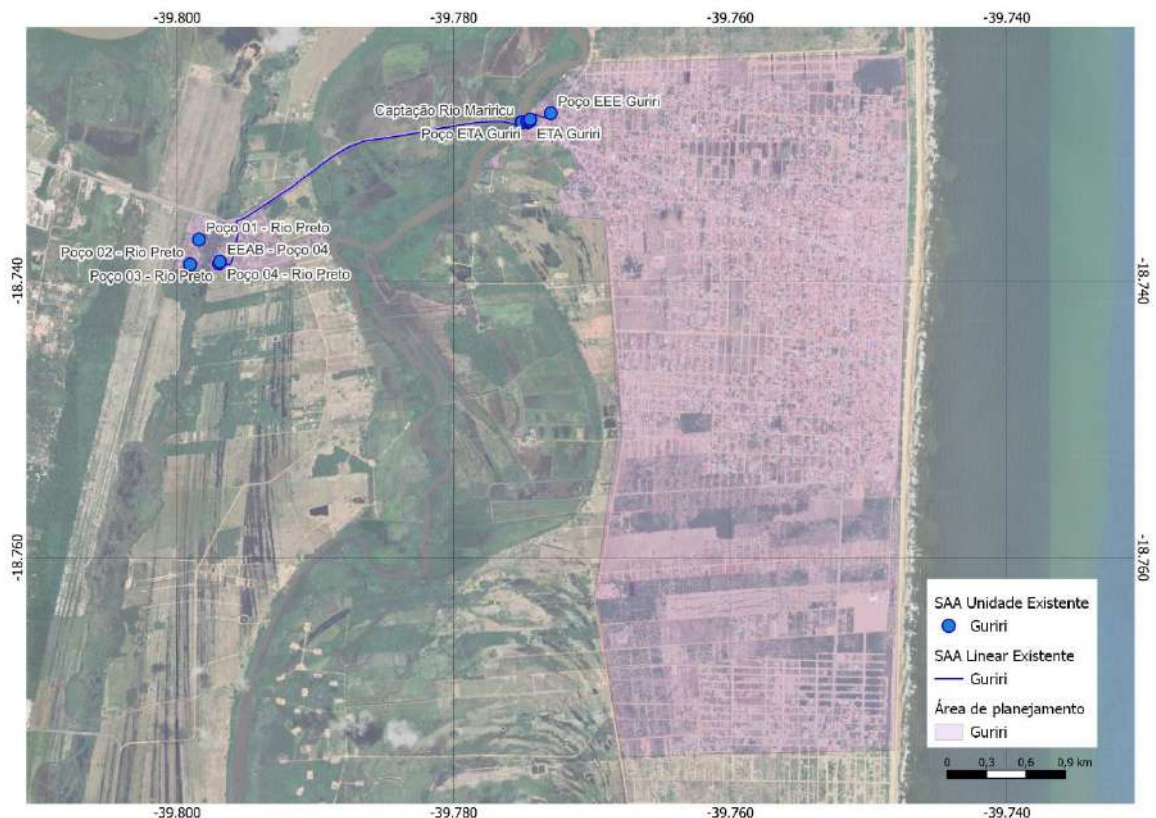 -39.800 -39.780 -39.760 -39.740
Captação Rio Mariricu
Poço EEE Guriri
Poço ETA Guriri
ETA Guriri
Poço 01 - Rio Preto
Poço 02 - Rio Preto
EEAB - Poço 04
Poço 03 - Rio Preto
Poço 04 - Rio Preto
-18.740
-18.740
-18.760
-18.760
SAA Unidade Existente
Guriri
SAA Linear Existente
Guriri
Área de planejamento
Guriri
0 0,3 0,6 0,9 km
-39.800 -39.780 -39.760 -39.740